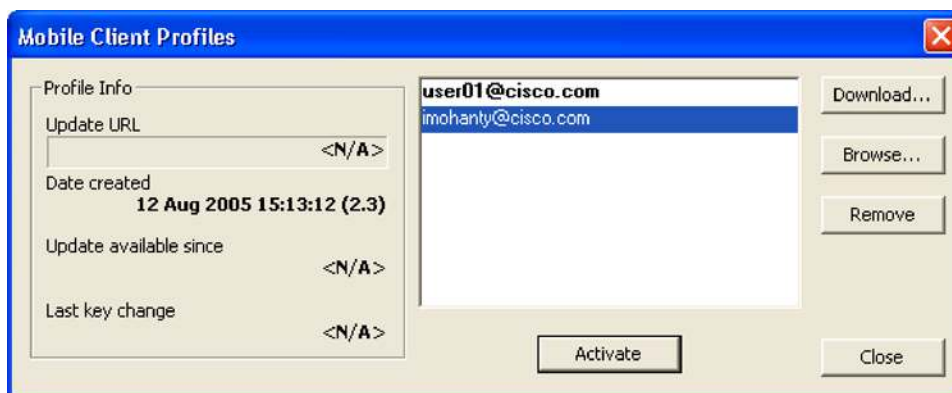 Mobile Client Profiles
Profile Info
Update URL
<N/A>
Date created
12 Aug 2005 15:13:12 (2.3)
Update available since
<N/A>
Last key change
<N/A>
user01@cisco.com
imohanty@cisco.com
Activate
Download...
Browse...
Remove
Close